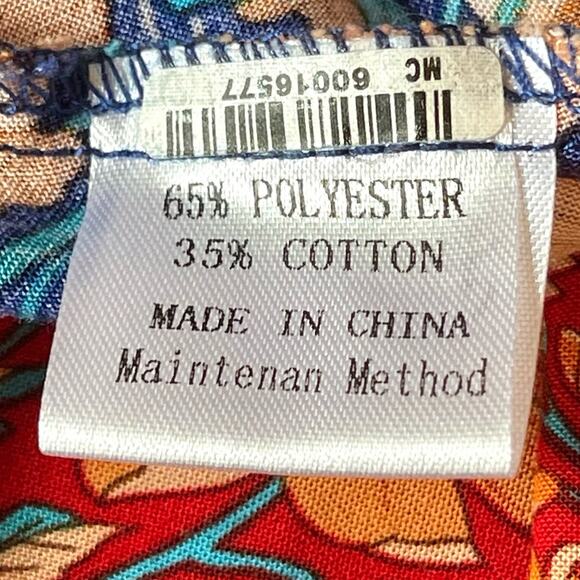 MC 60016577
65% POLYESTER
35% COTTON
MADE IN CHINA
Maintenan Method